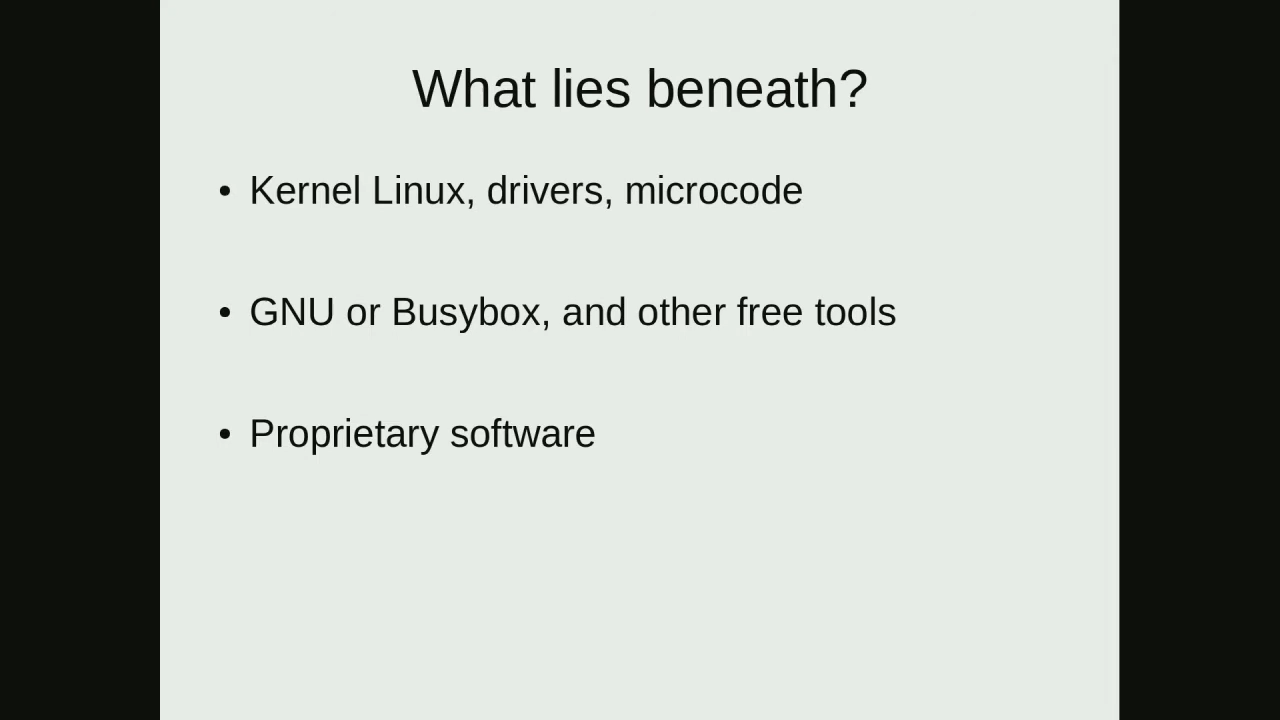 What lies beneath?
• Kernel Linux, drivers, microcode
• GNU or Busybox, and other free tools
• Proprietary software